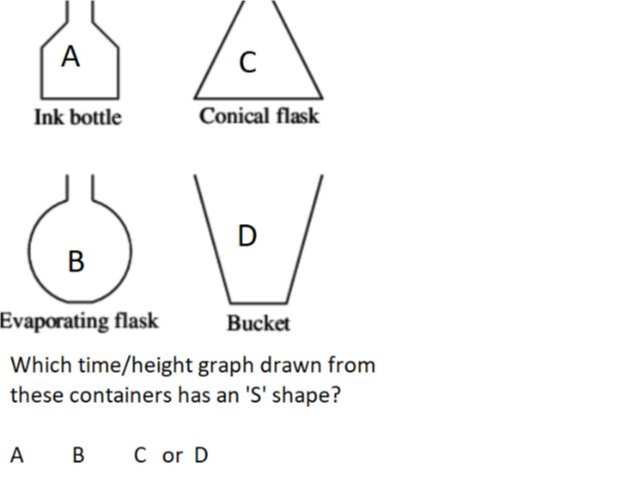 A
C
Ink bottle
Conical flask
B
D
Evaporating flask
Bucket
Which time/height graph drawn from
these containers has an 'S' shape?
A B C or D